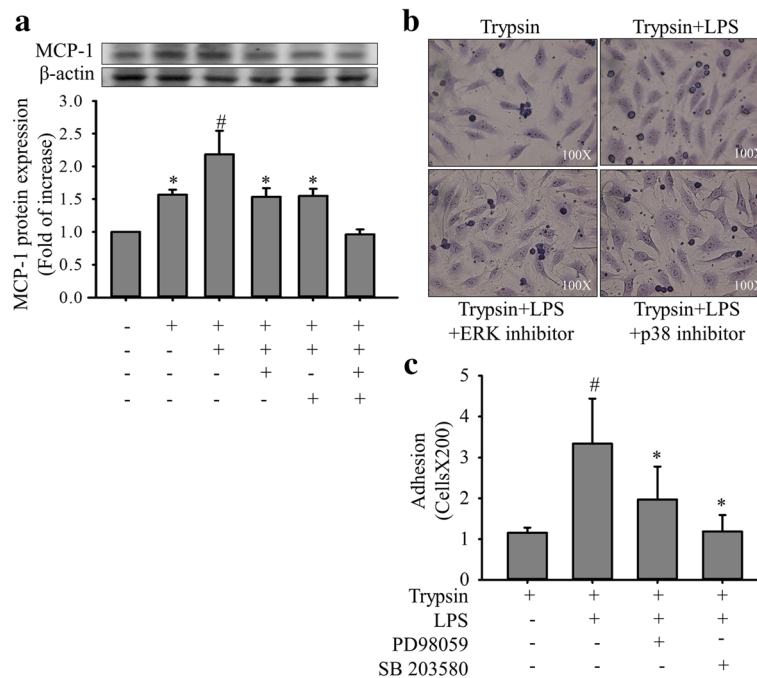 a
MCP-1
β-actin
MCP-1 protein expression
(Fold of increase)
3.0
2.5
2.0
1.5
1.0
0.5
0.0
*
#
*
*
- + + + + +
- - + + + +
- - - + - +
- - - - + +
b
Trypsin
Trypsin+LPS
100X
100X
100X
100X
Trypsin+LPS
+ERK inhibitor
Trypsin+LPS
+p38 inhibitor
c
Adhesion
(CellsX200)
5
4
3
2
1
0
#
*
*
Trypsin + + + +
LPS - + + +
PD98059 - - + -
SB 203580 - - - +